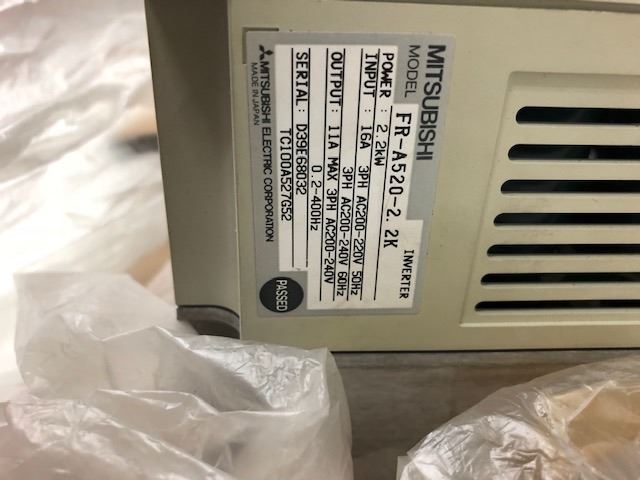 MITSUBISHI
INVERTER
MODEL FR-A520-2.2K
POWER : 2.2kW
INPUT : 16A 3PH AC200-220V 50Hz
3PH AC200-240V 60Hz
OUTPUT: 11A MAX 3PH AC200-240V
0.2-400Hz
SERIAL: D39F68032
TC100A527G52
MITSUBISHI ELECTRIC CORPORATION
MADE IN JAPAN
PASSED